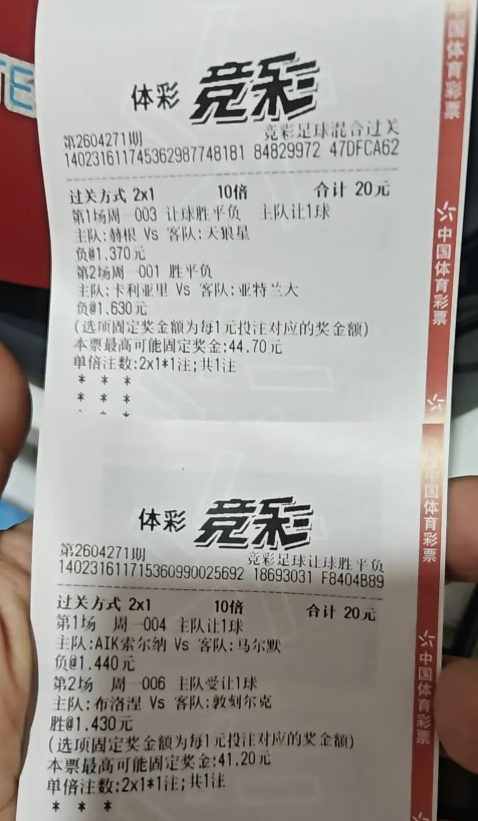 体彩 竞彩
第2604271期 竞彩足球混合过关
140231611745362987748181 84829972 47DFCA62
过关方式 2x1 10倍 合计 20元
第1场周一003 让球胜平负 主队让1球
主队:赫根 Vs 客队:天狼星
负@1.370元
第2场周一001 胜平负
主队:卡利亚里 Vs 客队:亚特兰大
负@1.630元
(选项固定奖金额为每1元投注对应的奖金额)
本票最高可能固定奖金:44.70元
单倍注数:2x1*1注;共1注
* * *
* * *
体彩 竞彩
第2604271期 竞彩足球让球胜平负
140231611715360990025692 18693031 F8404B89
过关方式 2x1 10倍 合计 20元
第1场 周一004 主队让1球
主队:AIK索尔纳 Vs 客队:马尔默
负@1.440元
第2场 周一006 主队受让1球
主队:布洛涅 Vs 客队:敦刻尔克
胜@1.430元
(选项固定奖金额为每1元投注对应的奖金额)
本票最高可能固定奖金:41.20元
单倍注数:2x1*1注;共1注
* * *
中国体育彩票
中国体育彩票
中国体育彩票
中国体育彩票